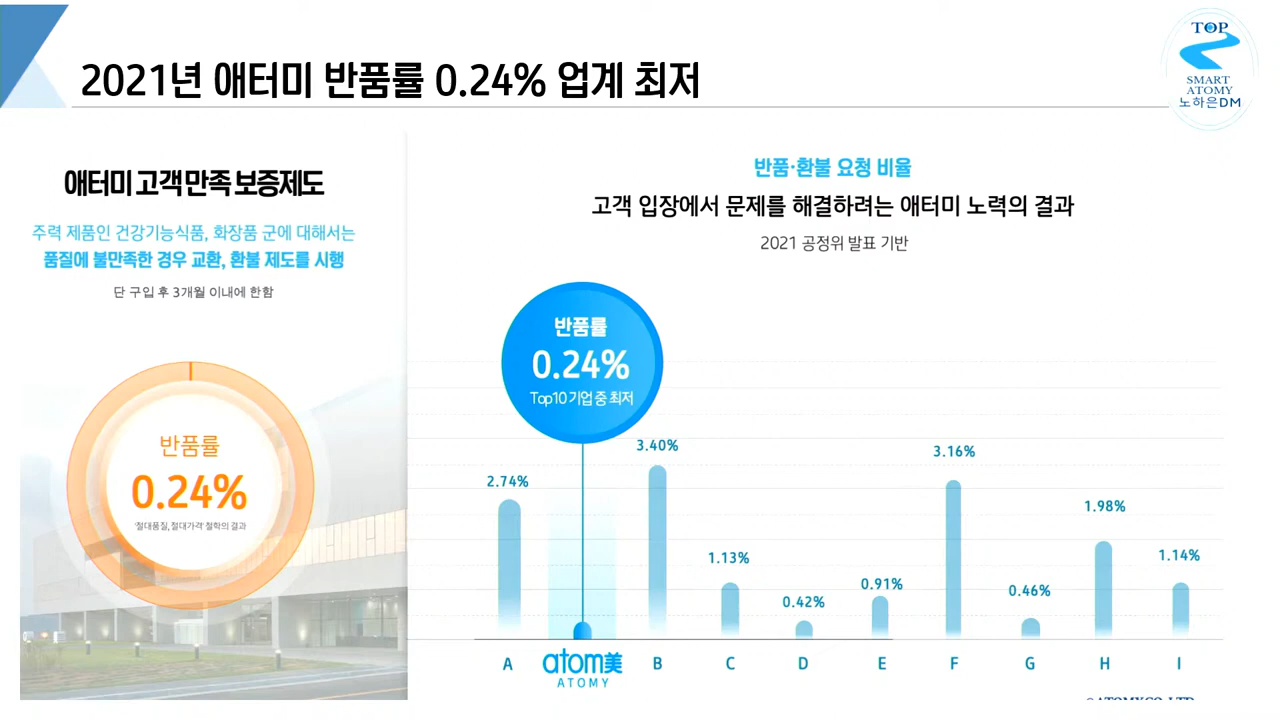 2021년 애터미 반품률 0.24% 업계 최저
TOP
SMART
ATOMY
노하은DM
애터미 고객만족 보증제도
주력 제품인 건강기능식품, 화장품 군에 대해서는
품질에 불만족한 경우 교환, 환불 제도를 시행
단 구입 후 3개월 이내에 한함
반품률
0.24%
'절대품질, 절대가격' 철학의 결과
반품·환불 요청 비율
고객 입장에서 문제를 해결하려는 애터미 노력의 결과
2021 공정위 발표 기반
반품률
0.24%
Top10 기업 중 최저
2.74%
3.40%
1.13%
0.42%
0.91%
3.16%
0.46%
1.98%
1.14%
A
atom美
ATOMY
B
C
D
E
F
G
H
I